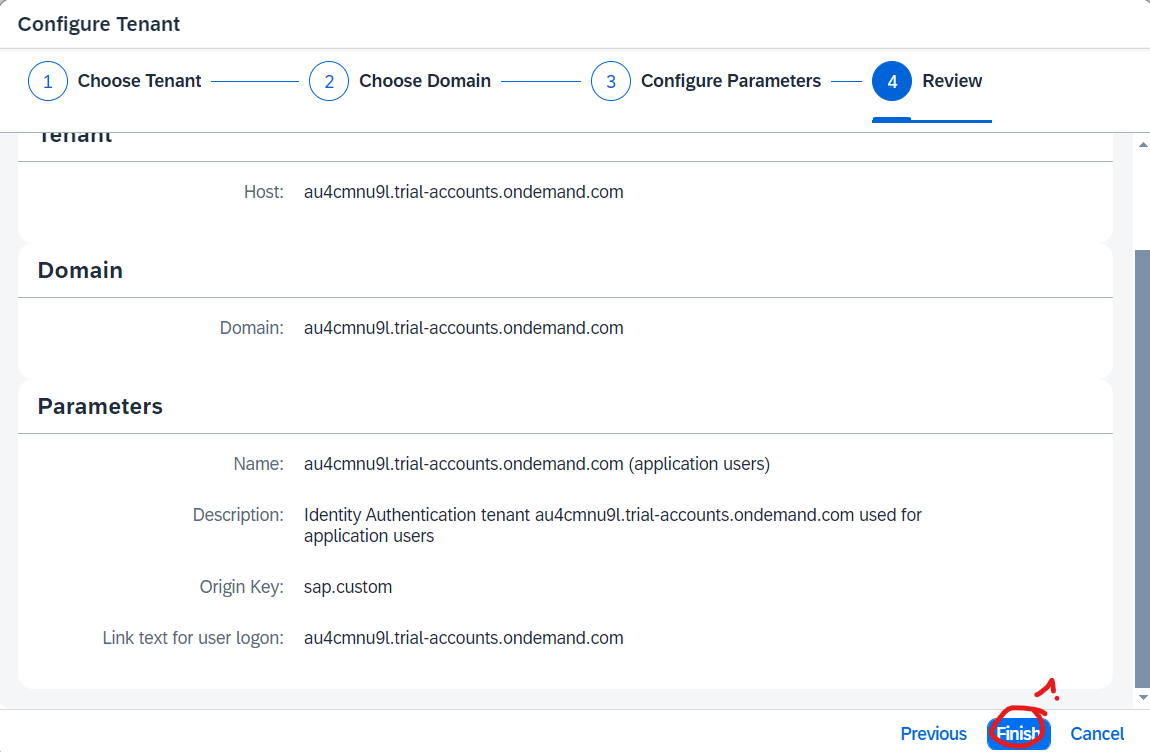 Configure Tenant
1 Choose Tenant 2 Choose Domain 3 Configure Parameters 4 Review
Tenant
Host: au4cmnu9l.trial-accounts.ondemand.com
Domain
Domain: au4cmnu9l.trial-accounts.ondemand.com
Parameters
Name: au4cmnu9l.trial-accounts.ondemand.com (application users)
Description: Identity Authentication tenant au4cmnu9l.trial-accounts.ondemand.com used for
application users
Origin Key: sap.custom
Link text for user logon: au4cmnu9l.trial-accounts.ondemand.com
1.
Previous Finish Cancel